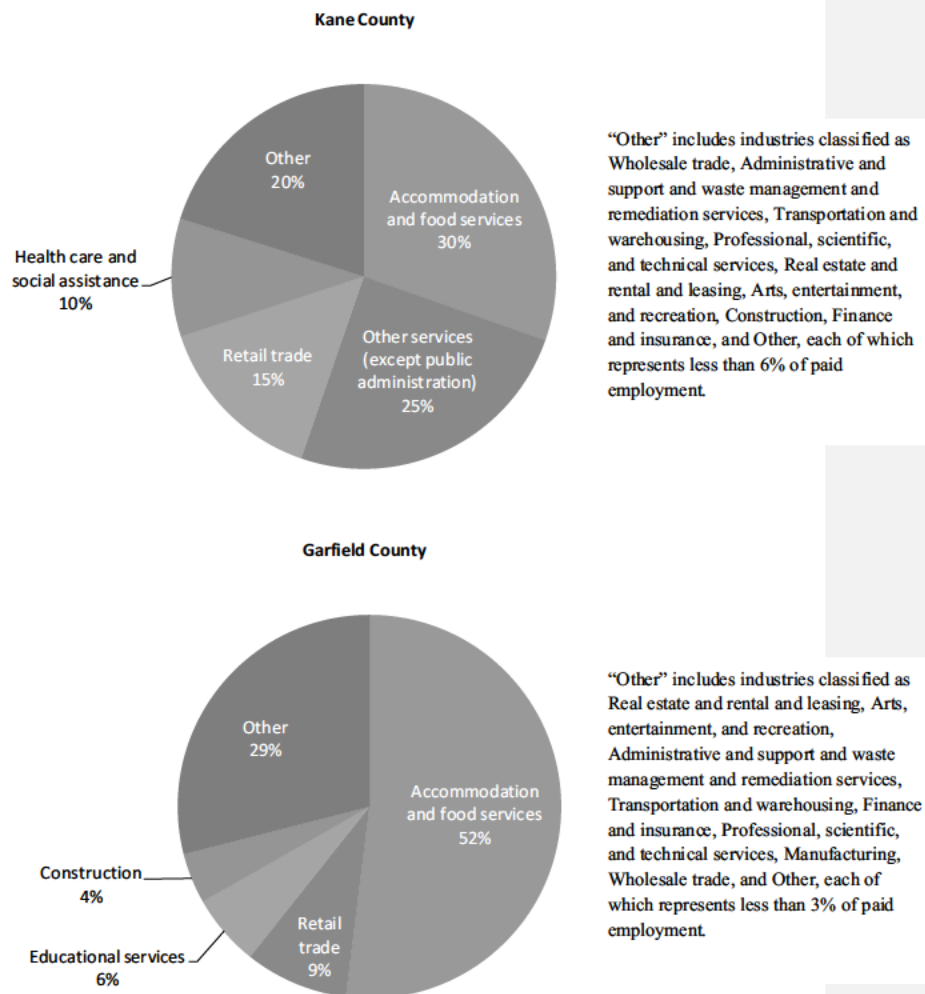 Kane County
Other
20%
Accommodation
and food services
30%
Health care and
social assistance
10%
Retail trade
15%
Other services
(except public
administration)
25%
“Other” includes industries classified as
Wholesale trade, Administrative and
support and waste management and
remediation services, Transportation and
warehousing, Professional, scientific,
and technical services, Real estate and
rental and leasing, Arts, entertainment,
and recreation, Construction, Finance
and insurance, and Other, each of which
represents less than 6% of paid
employment.
Garfield County
Other
29%
Accommodation
and food services
52%
Construction
4%
Educational services
6%
Retail
trade
9%
“Other” includes industries classified as
Real estate and rental and leasing, Arts,
entertainment, and recreation,
Administrative and support and waste
management and remediation services,
Transportation and warehousing, Finance
and insurance, Professional, scientific,
and technical services, Manufacturing,
Wholesale trade, and Other, each of
which represents less than 3% of paid
employment.